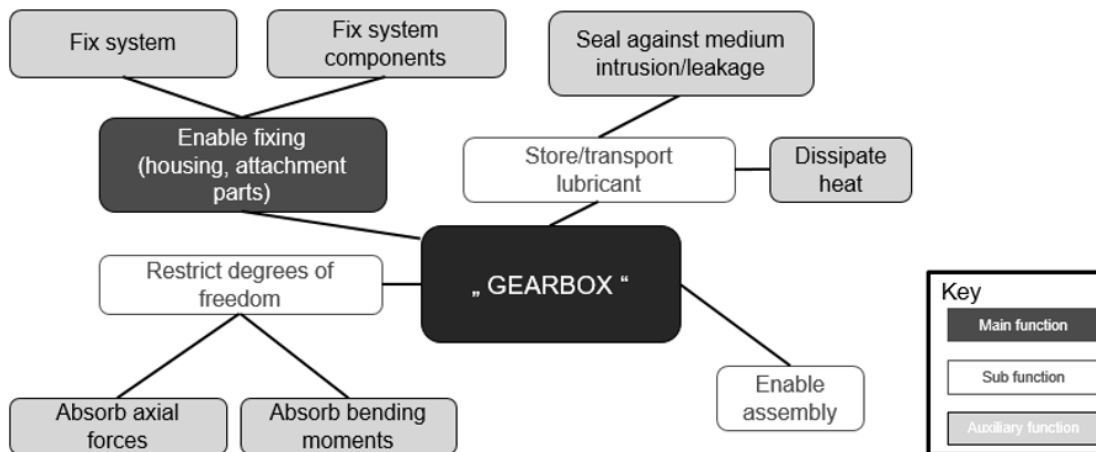 Fix system
Fix system
components
Seal against medium
intrusion/leakage
Enable fixing
(housing, attachment
parts)
Store/transport
lubricant
Dissipate
heat
Restrict degrees of
freedom
„ GEARBOX “
Enable
assembly
Absorb axial
forces
Absorb bending
moments
Key
Main function
Sub function
Auxiliary function